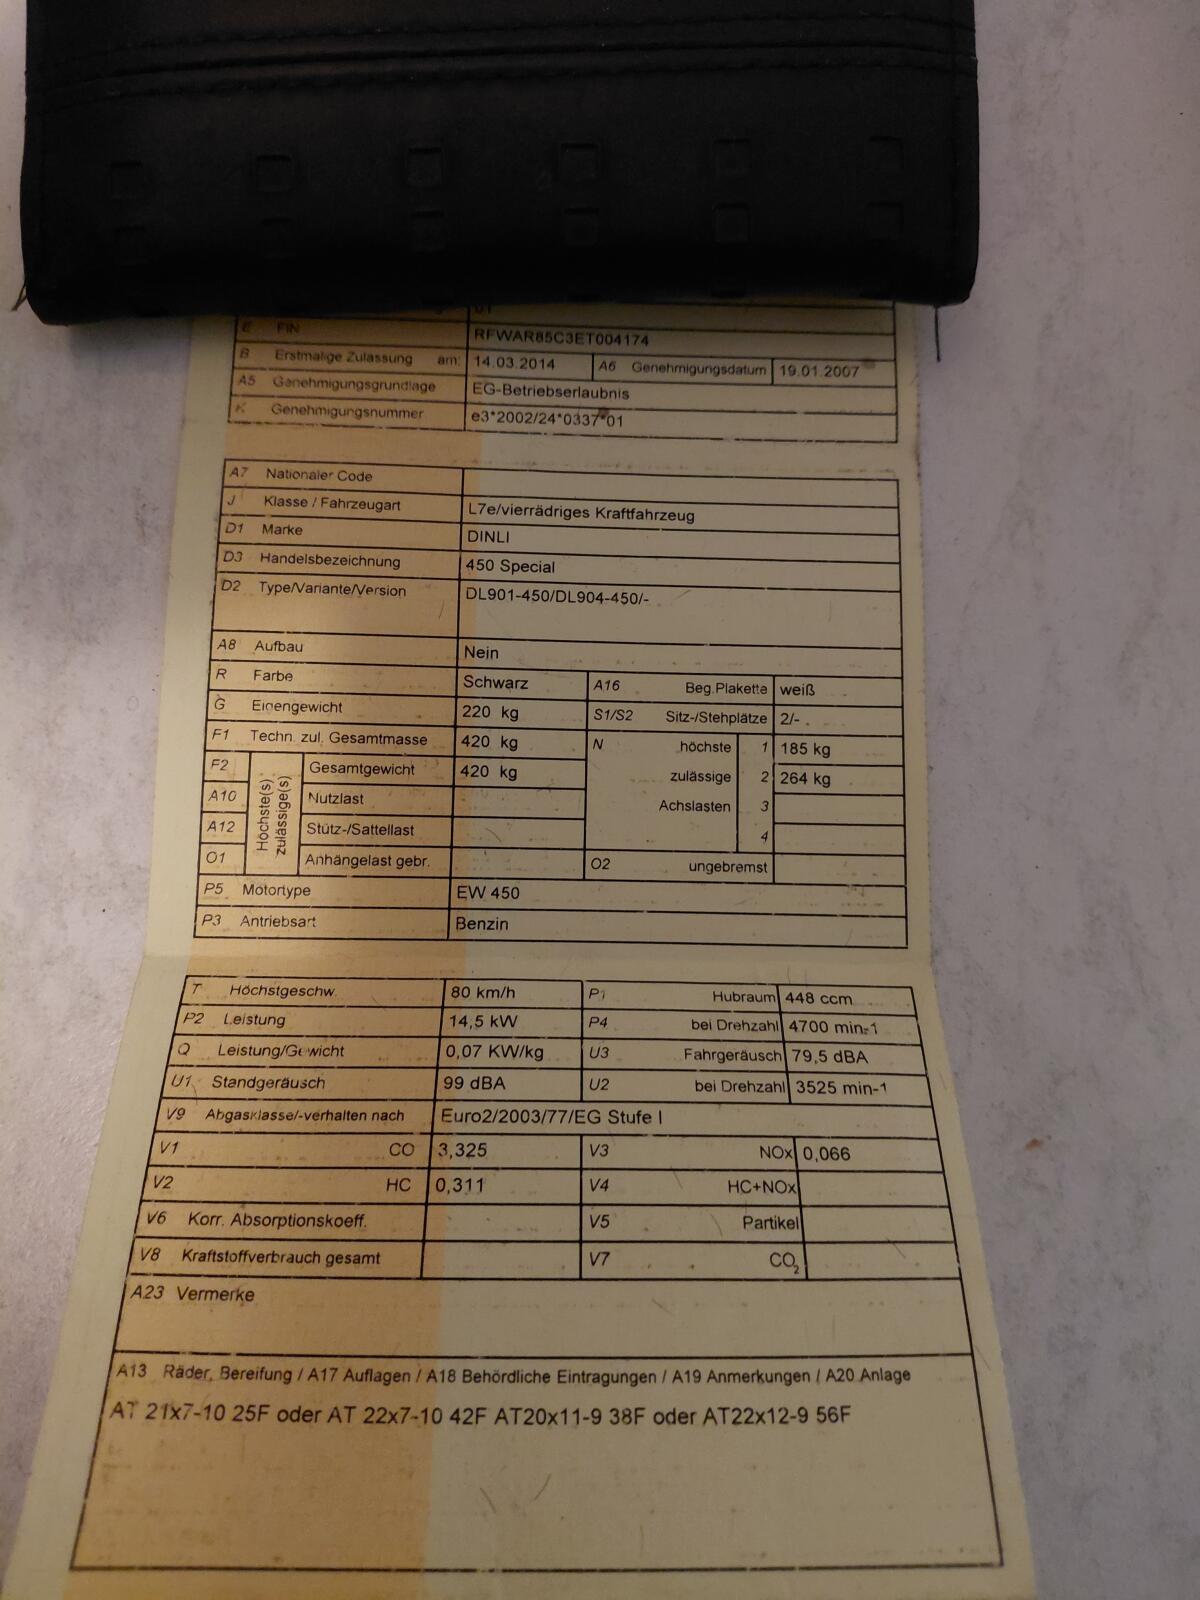 E FIN RFWAR85C3ET004174
B Erstmalige Zulassung am: 14.03.2014 A6 Genehmigungsdatum 19.01.2007
A5 Genehmigungsgrundlage EG-Betriebserlaubnis
K Genehmigungsnummer e3*2002/24*0337*01
A7 Nationaler Code
J Klasse / Fahrzeugart L7e/vierrädriges Kraftfahrzeug
D1 Marke DINLI
D3 Handelsbezeichnung 450 Special
D2 Type/Variante/Version DL901-450/DL904-450/-
A8 Aufbau Nein
R Farbe Schwarz A16 Beg.Plakette weiß
G Eigengewicht 220 kg S1/S2 Sitz-/Stehplätze 2/-
F1 Techn. zul. Gesamtmasse 420 kg N höchste 1 185 kg
F2 Höchste(s) zulässige(s) Gesamtgewicht 420 kg zulässige 2 264 kg
A10 Nutzlast Achslasten 3
A12 Stütz-/Sattellast 4
O1 Anhängelast gebr. O2 ungebremst
P5 Motortype EW 450
P3 Antriebsart Benzin
T Höchstgeschw. 80 km/h P1 Hubraum 448 ccm
P2 Leistung 14,5 kW P4 bei Drehzahl 4700 min-1
Q Leistung/Gewicht 0,07 KW/kg U3 Fahrgeräusch 79,5 dBA
U1 Standgeräusch 99 dBA U2 bei Drehzahl 3525 min-1
V9 Abgasklasse/-verhalten nach Euro2/2003/77/EG Stufe I
V1 CO 3,325 V3 NOx 0,066
V2 HC 0,311 V4 HC+NOx
V6 Korr. Absorptionskoeff. V5 Partikel
V8 Kraftstoffverbrauch gesamt V7 CO2
A23 Vermerke
A13 Räder, Bereifung / A17 Auflagen / A18 Behördliche Eintragungen / A19 Anmerkungen / A20 Anlage
AT 21x7-10 25F oder AT 22x7-10 42F AT20x11-9 38F oder AT22x12-9 56F